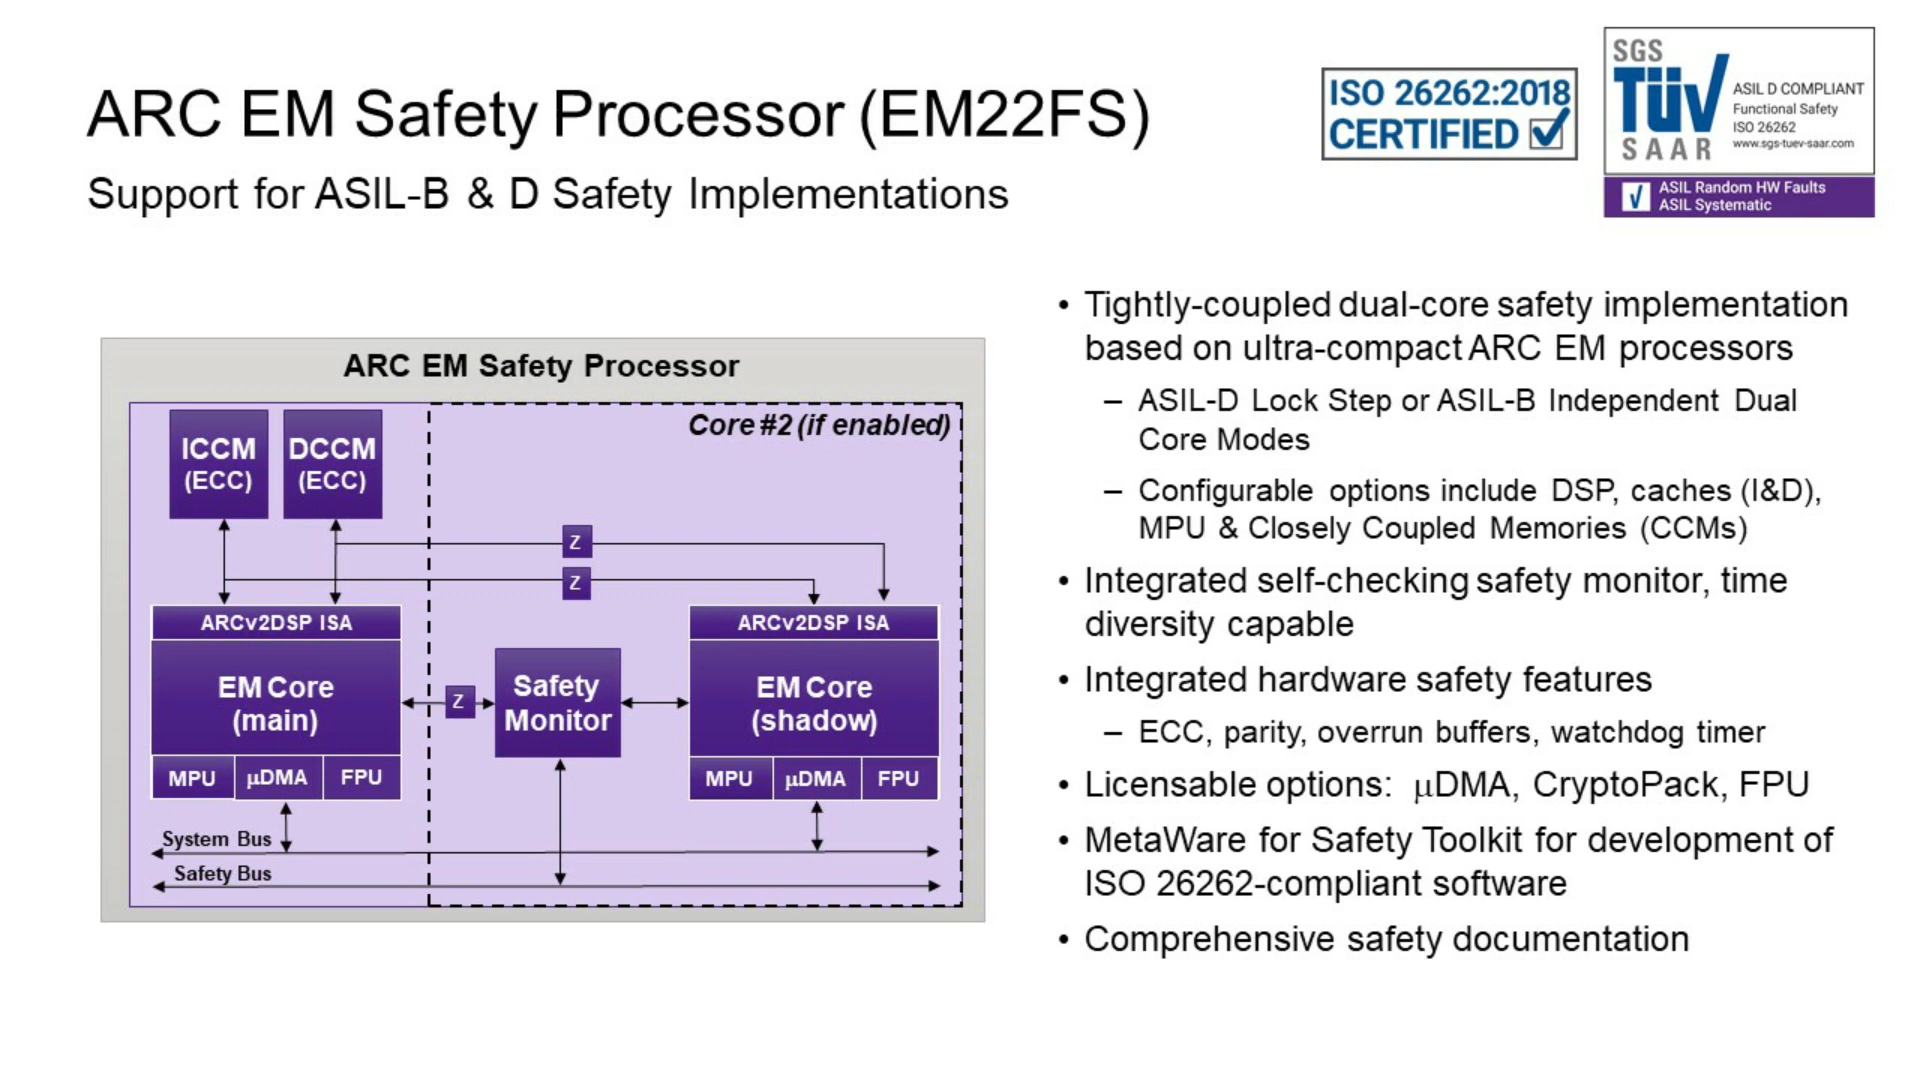 ARC EM Safety Processor (EM22FS)
Support for ASIL-B & D Safety Implementations
ISO 26262:2018
CERTIFIED
SGS
TÜV
SAAR
ASIL D COMPLIANT
Functional Safety
ISO 26262
www.sgs-tuev-saar.com
ASIL Random HW Faults
ASIL Systematic
ARC EM Safety Processor
Core #2 (if enabled)
ICCM
(ECC)
DCCM
(ECC)
Z
Z
ARCv2DSP ISA
EM Core
(main)
MPU
µDMA
FPU
Z
Safety
Monitor
ARCv2DSP ISA
EM Core
(shadow)
MPU
µDMA
FPU
System Bus
Safety Bus
• Tightly-coupled dual-core safety implementation
based on ultra-compact ARC EM processors
– ASIL-D Lock Step or ASIL-B Independent Dual
Core Modes
– Configurable options include DSP, caches (I&D),
MPU & Closely Coupled Memories (CCMs)
• Integrated self-checking safety monitor, time
diversity capable
• Integrated hardware safety features
– ECC, parity, overrun buffers, watchdog timer
• Licensable options: µDMA, CryptoPack, FPU
• MetaWare for Safety Toolkit for development of
ISO 26262-compliant software
• Comprehensive safety documentation